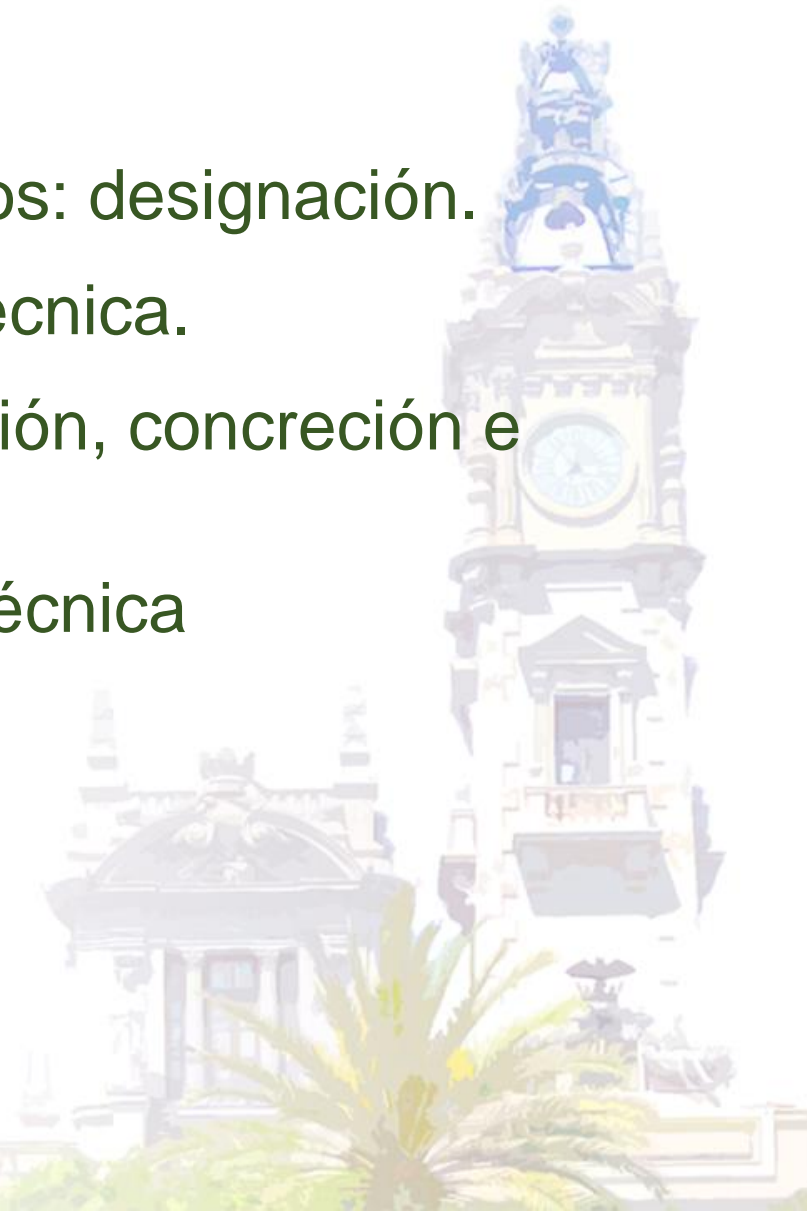 os: designación.
écnica.
ión, concreción e
écnica